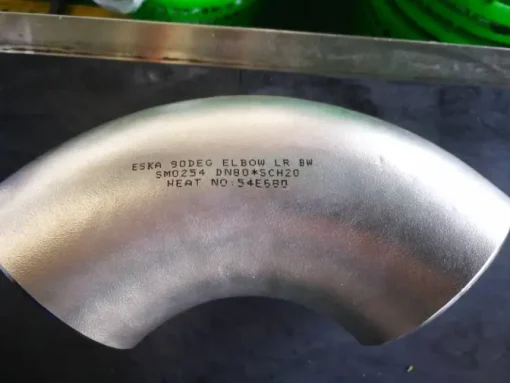 ESKA 90DEG ELBOW LR BW
SMO254 DN80*SCH20
HEAT NO:54E680